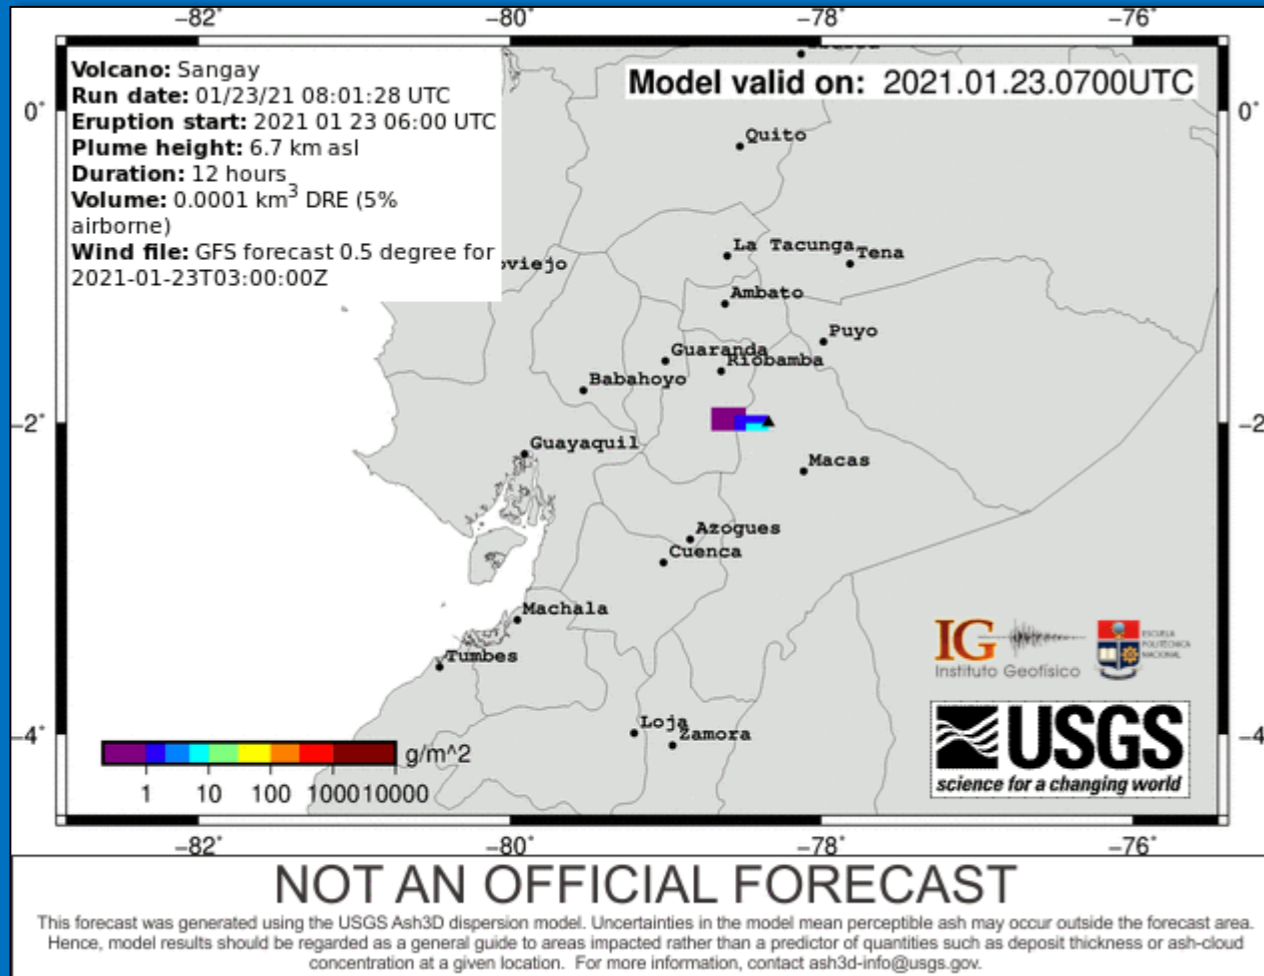 −82° −80° −78° −76°
Volcano: Sangay
Run date: 01/23/21 08:01:28 UTC
Eruption start: 2021 01 23 06:00 UTC
Plume height: 6.7 km asl
Duration: 12 hours
Volume: 0.0001 km3 DRE (5%
airborne)
Wind file: GFS forecast 0.5 degree for
2021-01-23T03:00:00Z
Model valid on: 2021.01.23.0700UTC
0° 0°
Quito
La Tacunga
Tena
oviejo
Ambato
Puyo
Guaranda
Riobamba
Babahoyo
−2° −2
Guayaquil
Macas
Azogues
Cuenca
Machala
Tumbes
IG
Instituto Geofísico
ESCUELA
POLITÉCNICA
NACIONAL
Loja
Zamora
−4° −4
g/m^2
1 10 100 1000 10000
USGS
science for a changing world
−82° −80° −78° −76°
NOT AN OFFICIAL FORECAST
This forecast was generated using the USGS Ash3D dispersion model. Uncertainties in the model mean perceptible ash may occur outside the forecast area.
Hence, model results should be regarded as a general guide to areas impacted rather than a predictor of quantities such as deposit thickness or ash-cloud
concentration at a given location. For more information, contact ash3d-info@usgs.gov.